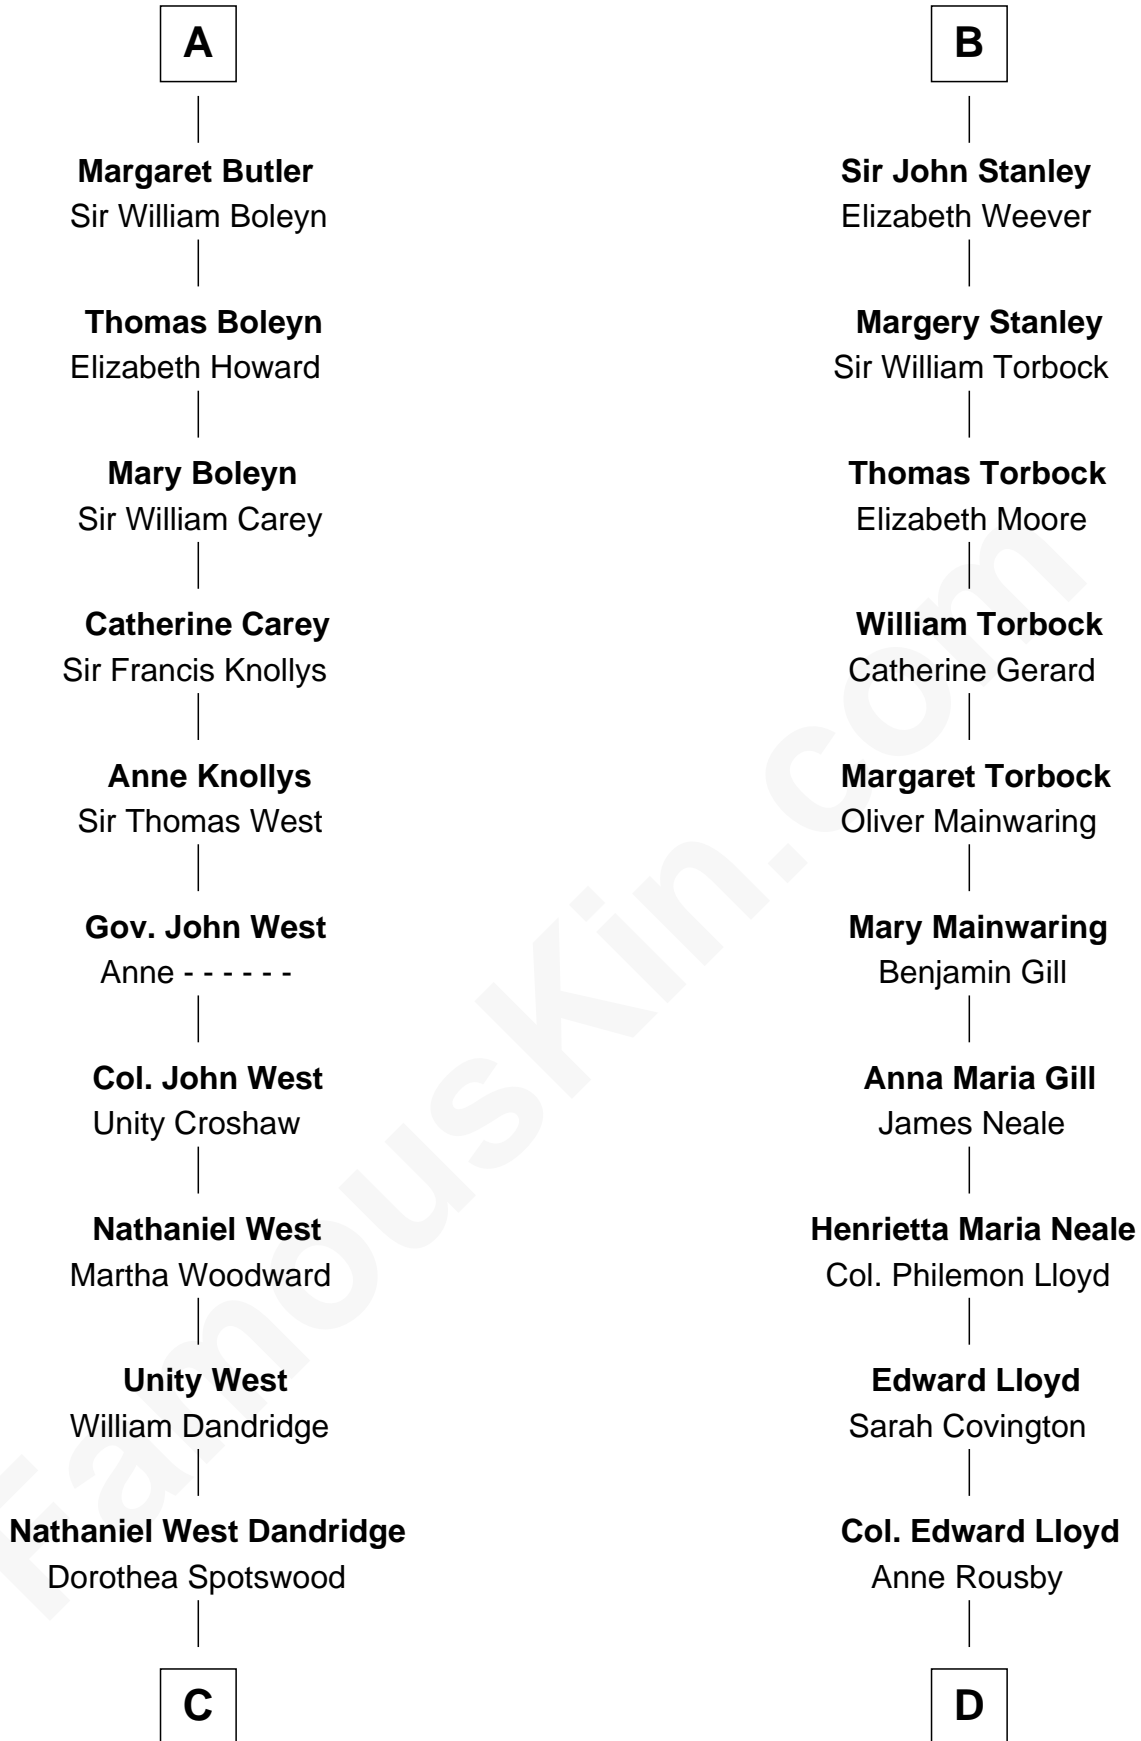 A
Margaret Butler
Sir William Boleyn
Thomas Boleyn
Elizabeth Howard
Mary Boleyn
Sir William Carey
Catherine Carey
Sir Francis Knollys
Anne Knollys
Sir Thomas West
Gov. John West
Anne - - - - - -
Col. John West
Unity Croshaw
Nathaniel West
Martha Woodward
Unity West
William Dandridge
Nathaniel West Dandridge
Dorothea Spotswood
C
B
Sir John Stanley
Elizabeth Weever
Margery Stanley
Sir William Torbock
Thomas Torbock
Elizabeth Moore
William Torbock
Catherine Gerard
Margaret Torbock
Oliver Mainwaring
Mary Mainwaring
Benjamin Gill
Anna Maria Gill
James Neale
Henrietta Maria Neale
Col. Philemon Lloyd
Edward Lloyd
Sarah Covington
Col. Edward Lloyd
Anne Rousby
D
FamousKin.com